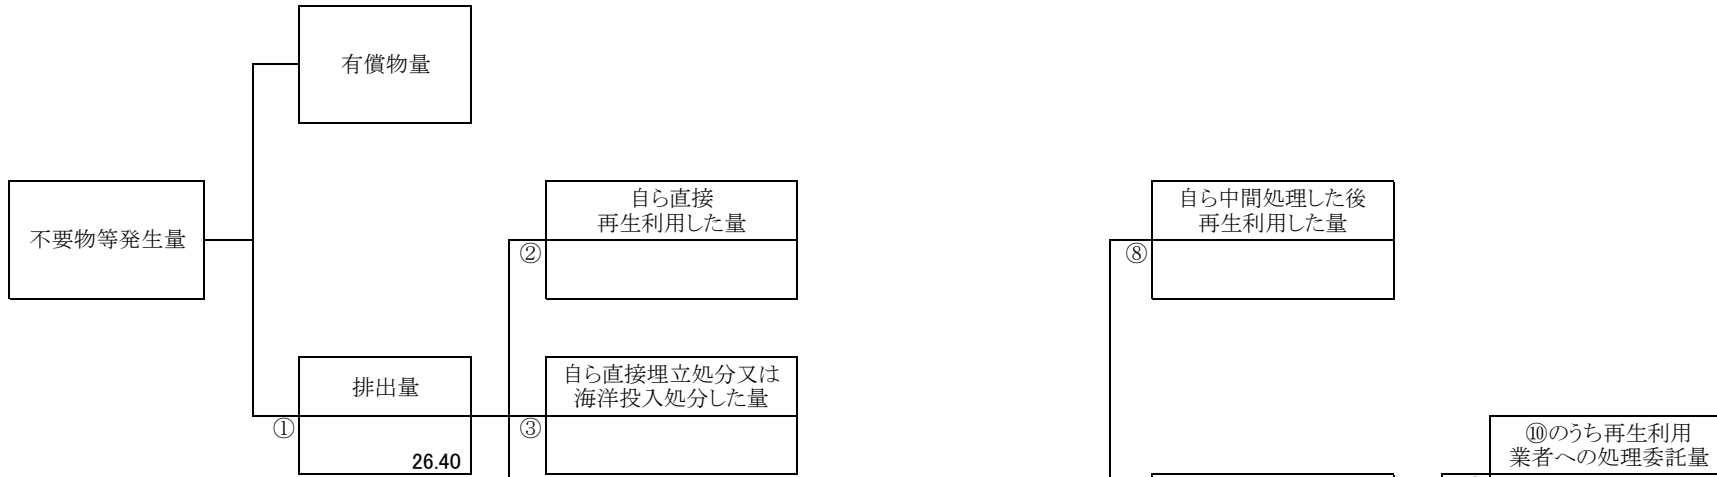 有償物量
不要物等発生量
自ら直接
再生利用した量
②
自ら中間処理した後
再生利用した量
⑧
排出量
①
26.40
自ら直接埋立処分又は
海洋投入処分した量
③
⑩のうち再生利用
業者への処理委託量